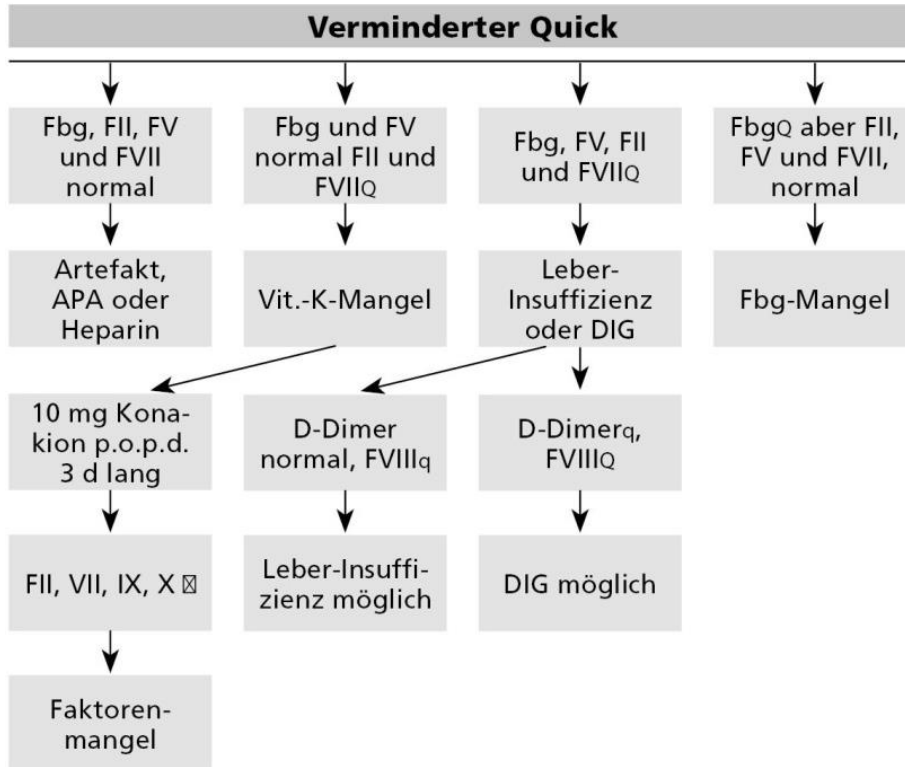 Verminderter Quick
Fbg, FII, FV
und FVII
normal
Fbg und FV
normal FII und
FVIIQ
Fbg, FV, FII
und FVIIQ
FbgQ aber FII,
FV und FVII,
normal
Artefakt,
APA oder
Heparin
Vit.-K-Mangel
Leber-
Insuffizienz
oder DIG
Fbg-Mangel
10 mg Kona-
kion p.o.p.d.
3 d lang
D-Dimer
normal, FVIIIq
D-Dimerq,
FVIIIQ
FII, VII, IX, X
Leber-Insuffi-
zienz möglich
DIG möglich
Faktoren-
mangel